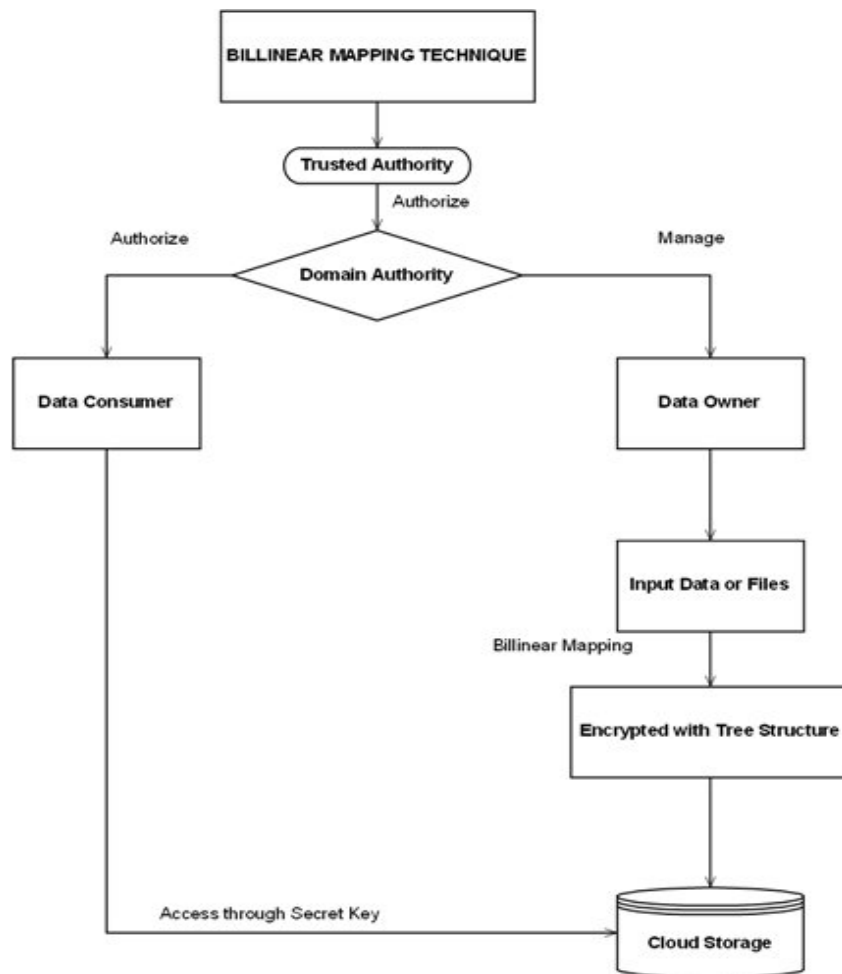 BILLINEAR MAPPING TECHNIQUE
Trusted Authority
Authorize
Authorize
Manage
Domain Authority
Data Consumer
Data Owner
Input Data or Files
Billinear Mapping
Encrypted with Tree Structure
Access through Secret Key
Cloud Storage